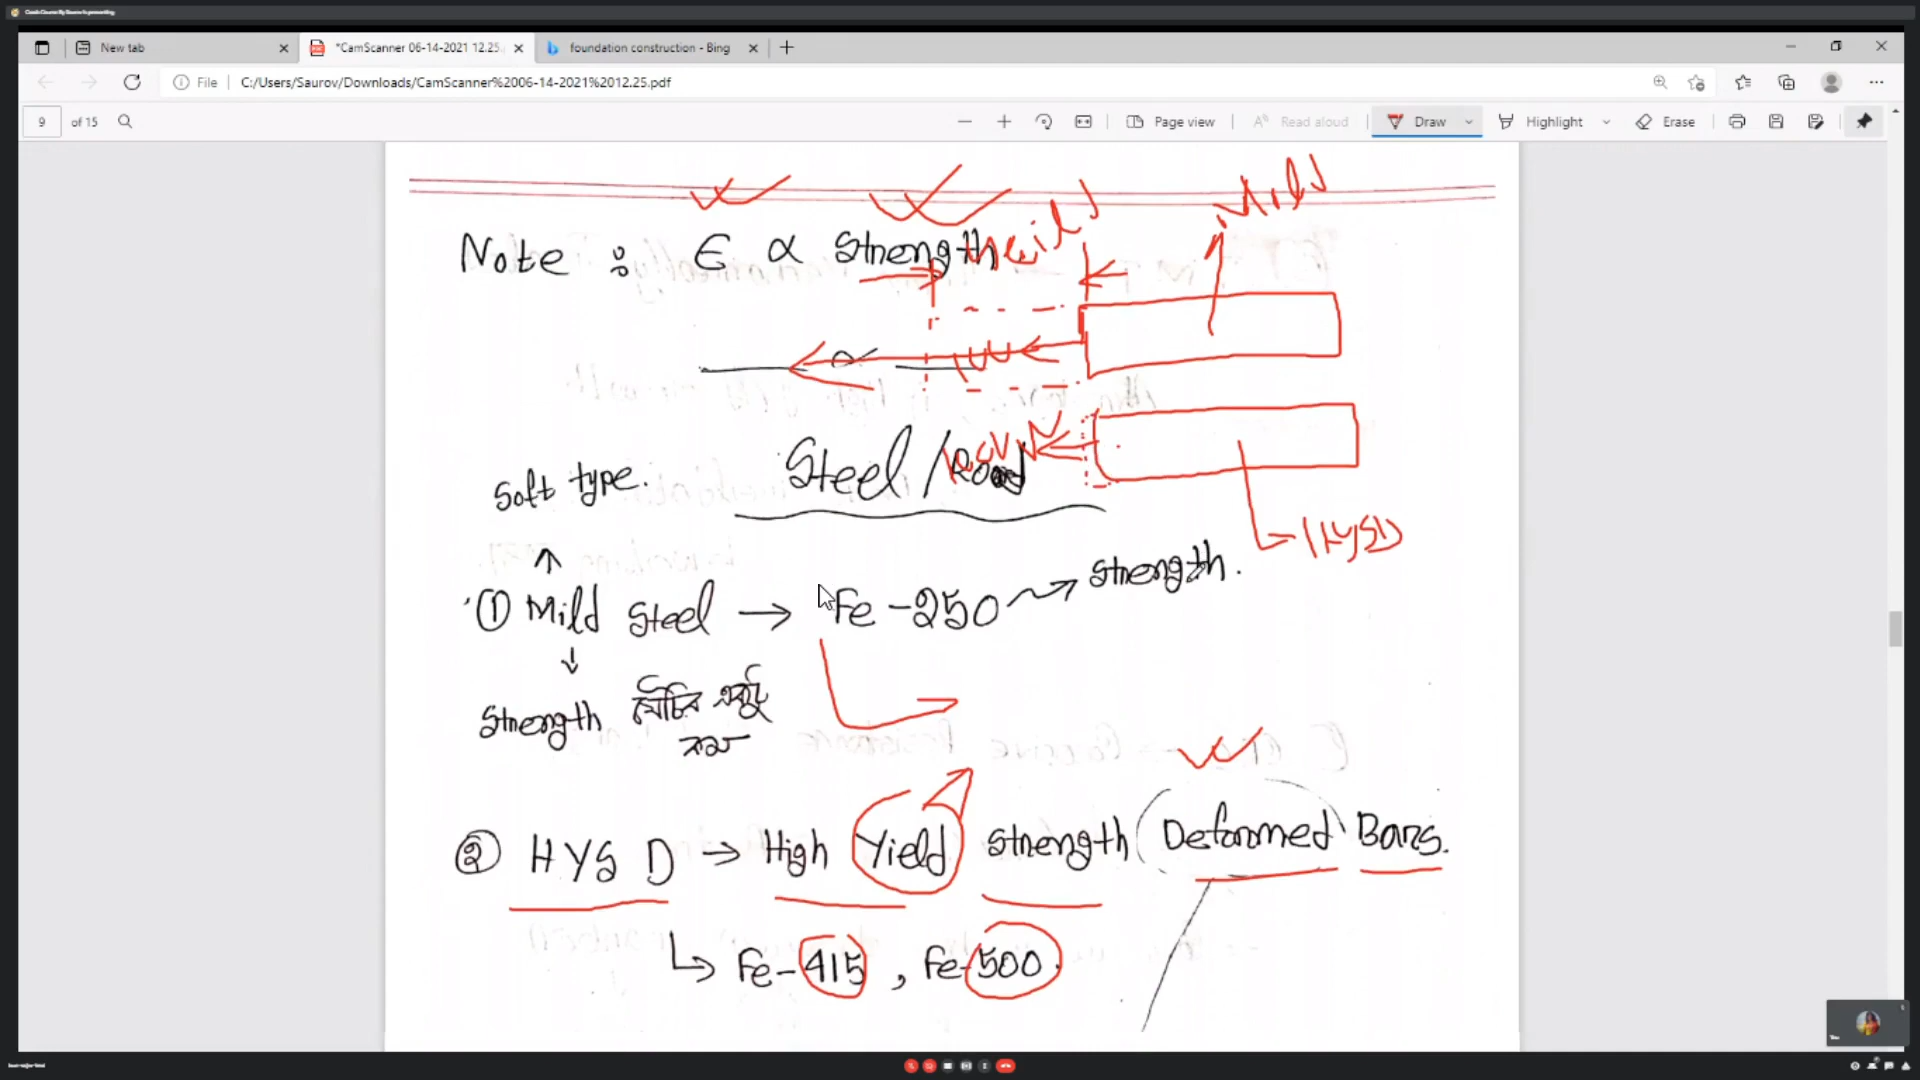 New tab
*CamScanner 06-14-2021 12.25.
foundation construction - Bing
File
C:/Users/Saurov/Downloads/CamScanner%2006-14-2021%2012.25.pdf
9 of 15
Page view
Read aloud
Draw
Highlight
Erase
Mild
Note : ∈ ∝ Strength
Soft type.
Steel / Road
HYSD
① Mild Steel → Fe-250 → Strength.
Strength
② HYSD → High Yield Strength (Deformed) Bars.
Fe-415, Fe-500.